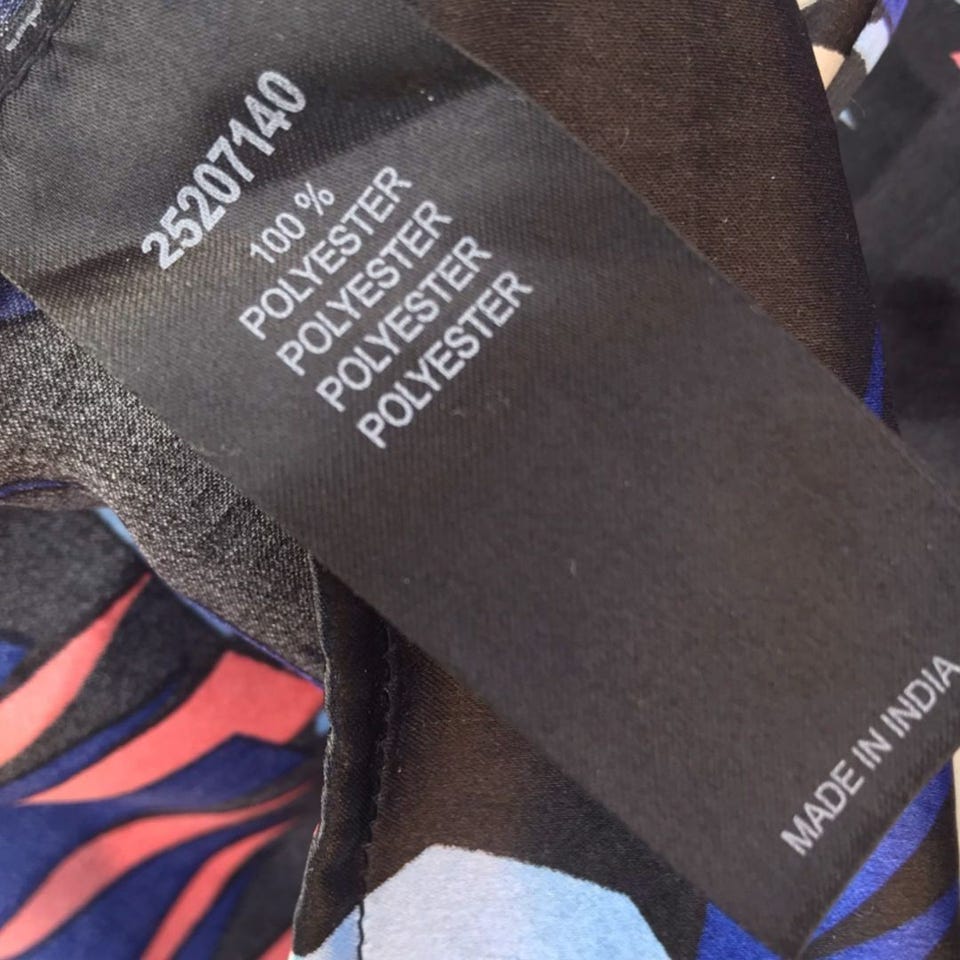 25207140
100 %
POLYESTER
POLYESTER
POLYESTER
POLYESTER
MADE IN INDIA